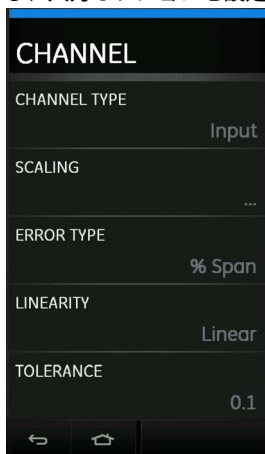 CHANNEL
CHANNEL TYPE
Input
SCALING
...
ERROR TYPE
% Span
LINEARITY
Linear
TOLERANCE
0.1